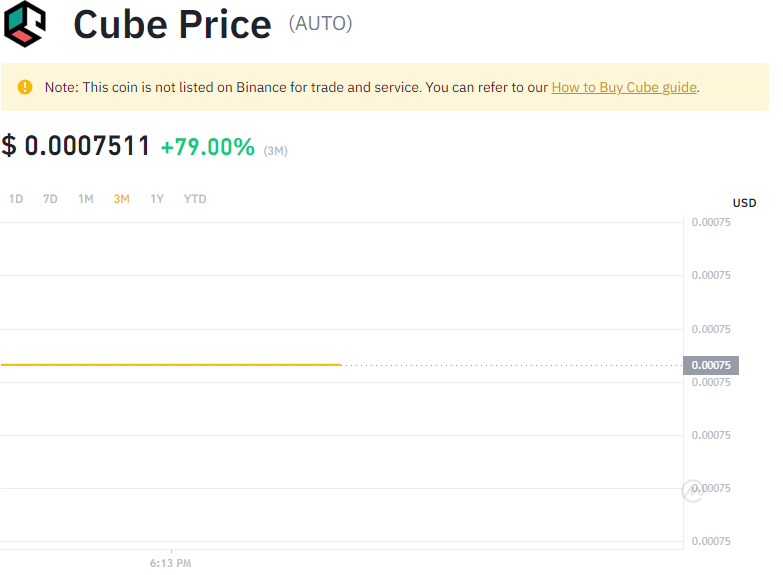 Cube Price (AUTO)
Note: This coin is not listed on Binance for trade and service. You can refer to our How to Buy Cube guide.
$ 0.0007511 +79.00% (3M)
1D 7D 1M 3M 1Y YTD
USD
0.00075
0.00075
0.00075
0.00075
0.00075
0.00075
0.00075
0.00075
6:13 PM